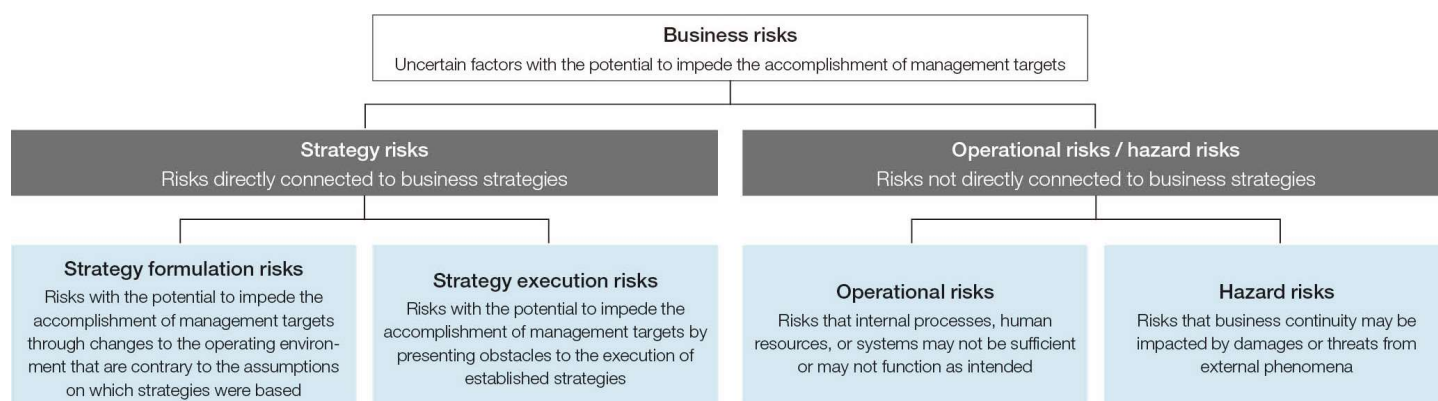 Business risks
Uncertain factors with the potential to impede the accomplishment of management targets
Strategy risks
Risks directly connected to business strategies
Operational risks / hazard risks
Risks not directly connected to business strategies
Strategy formulation risks
Risks with the potential to impede the
accomplishment of management targets
through changes to the operating environ-
ment that are contrary to the assumptions
on which strategies were based
Strategy execution risks
Risks with the potential to impede the
accomplishment of management targets by
presenting obstacles to the execution of
established strategies
Operational risks
Risks that internal processes, human
resources, or systems may not be sufficient
or may not function as intended
Hazard risks
Risks that business continuity may be
impacted by damages or threats from
external phenomena